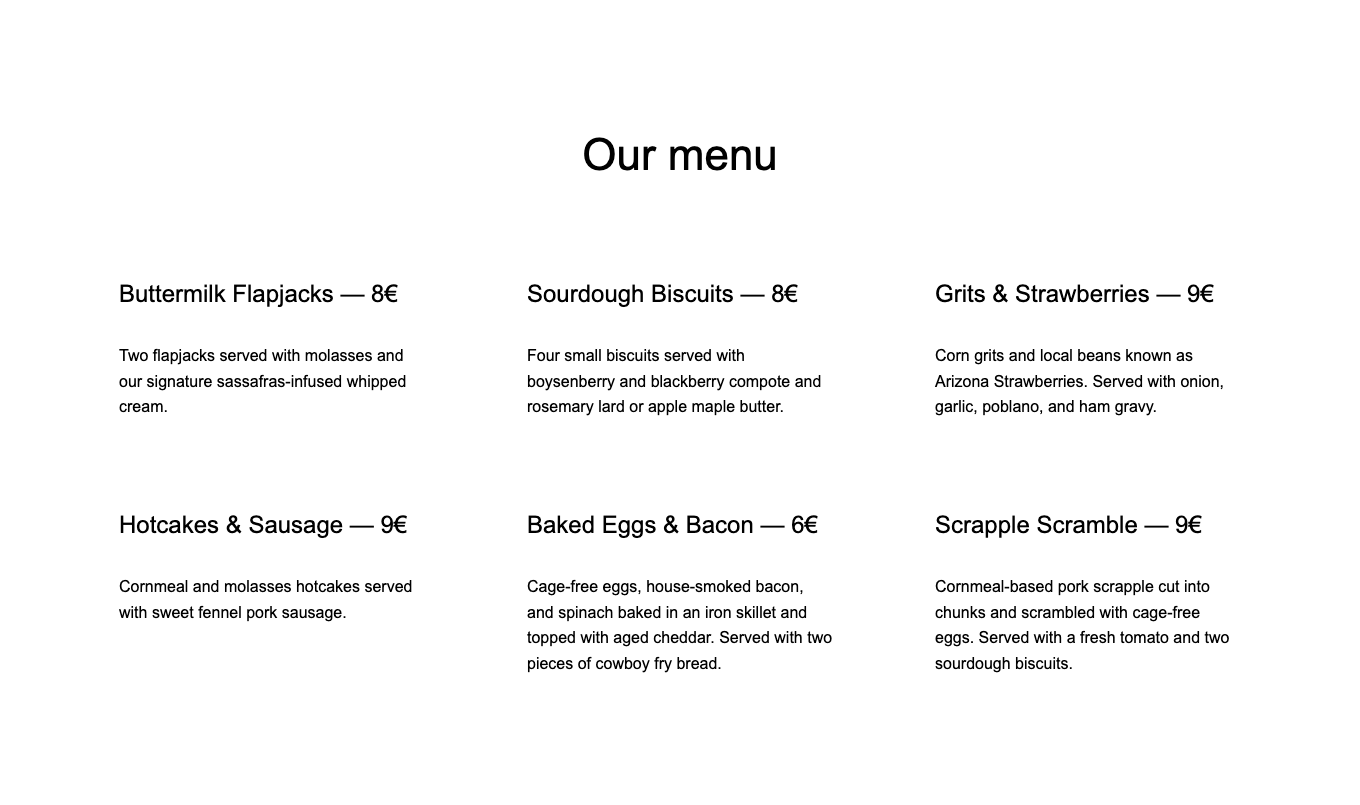 Our menu
Buttermilk Flapjacks — 8€
Two flapjacks served with molasses and
our signature sassafras-infused whipped
cream.
Sourdough Biscuits — 8€
Four small biscuits served with
boysenberry and blackberry compote and
rosemary lard or apple maple butter.
Grits & Strawberries — 9€
Corn grits and local beans known as
Arizona Strawberries. Served with onion,
garlic, poblano, and ham gravy.
Hotcakes & Sausage — 9€
Cornmeal and molasses hotcakes served
with sweet fennel pork sausage.
Baked Eggs & Bacon — 6€
Cage-free eggs, house-smoked bacon,
and spinach baked in an iron skillet and
topped with aged cheddar. Served with two
pieces of cowboy fry bread.
Scrapple Scramble — 9€
Cornmeal-based pork scrapple cut into
chunks and scrambled with cage-free
eggs. Served with a fresh tomato and two
sourdough biscuits.